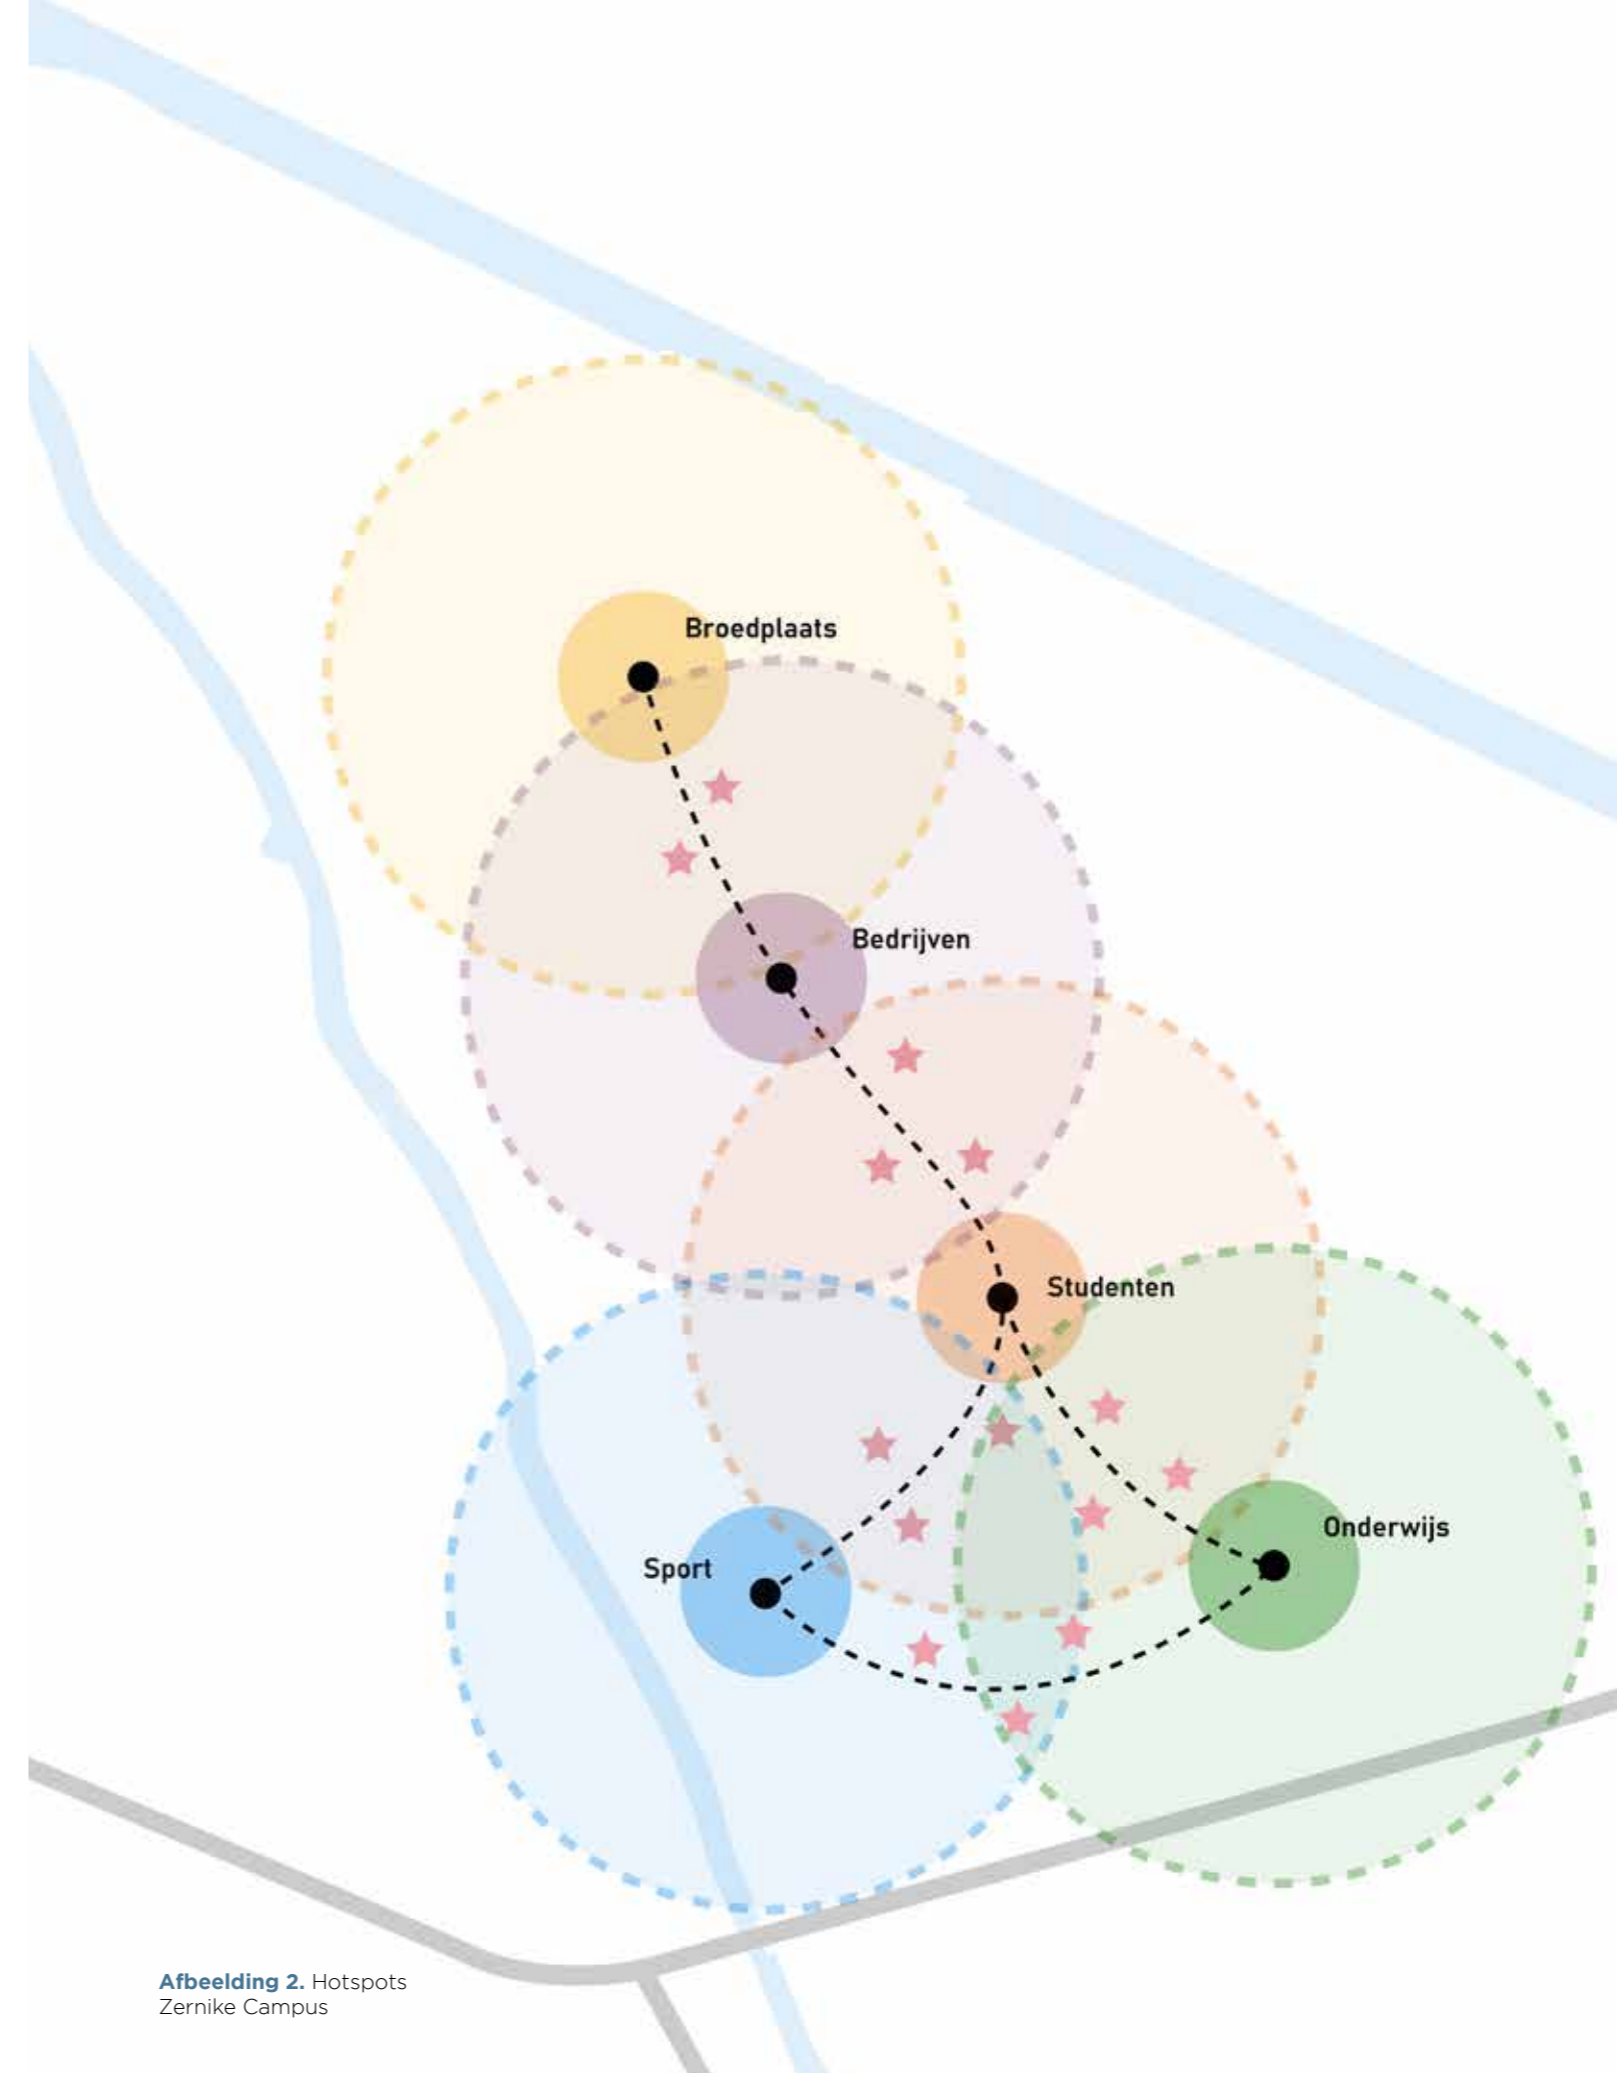 Broedplaats
Bedrijven
Studenten
Onderwijs
Sport
Afbeelding 2. Hotspots
Zernike Campus